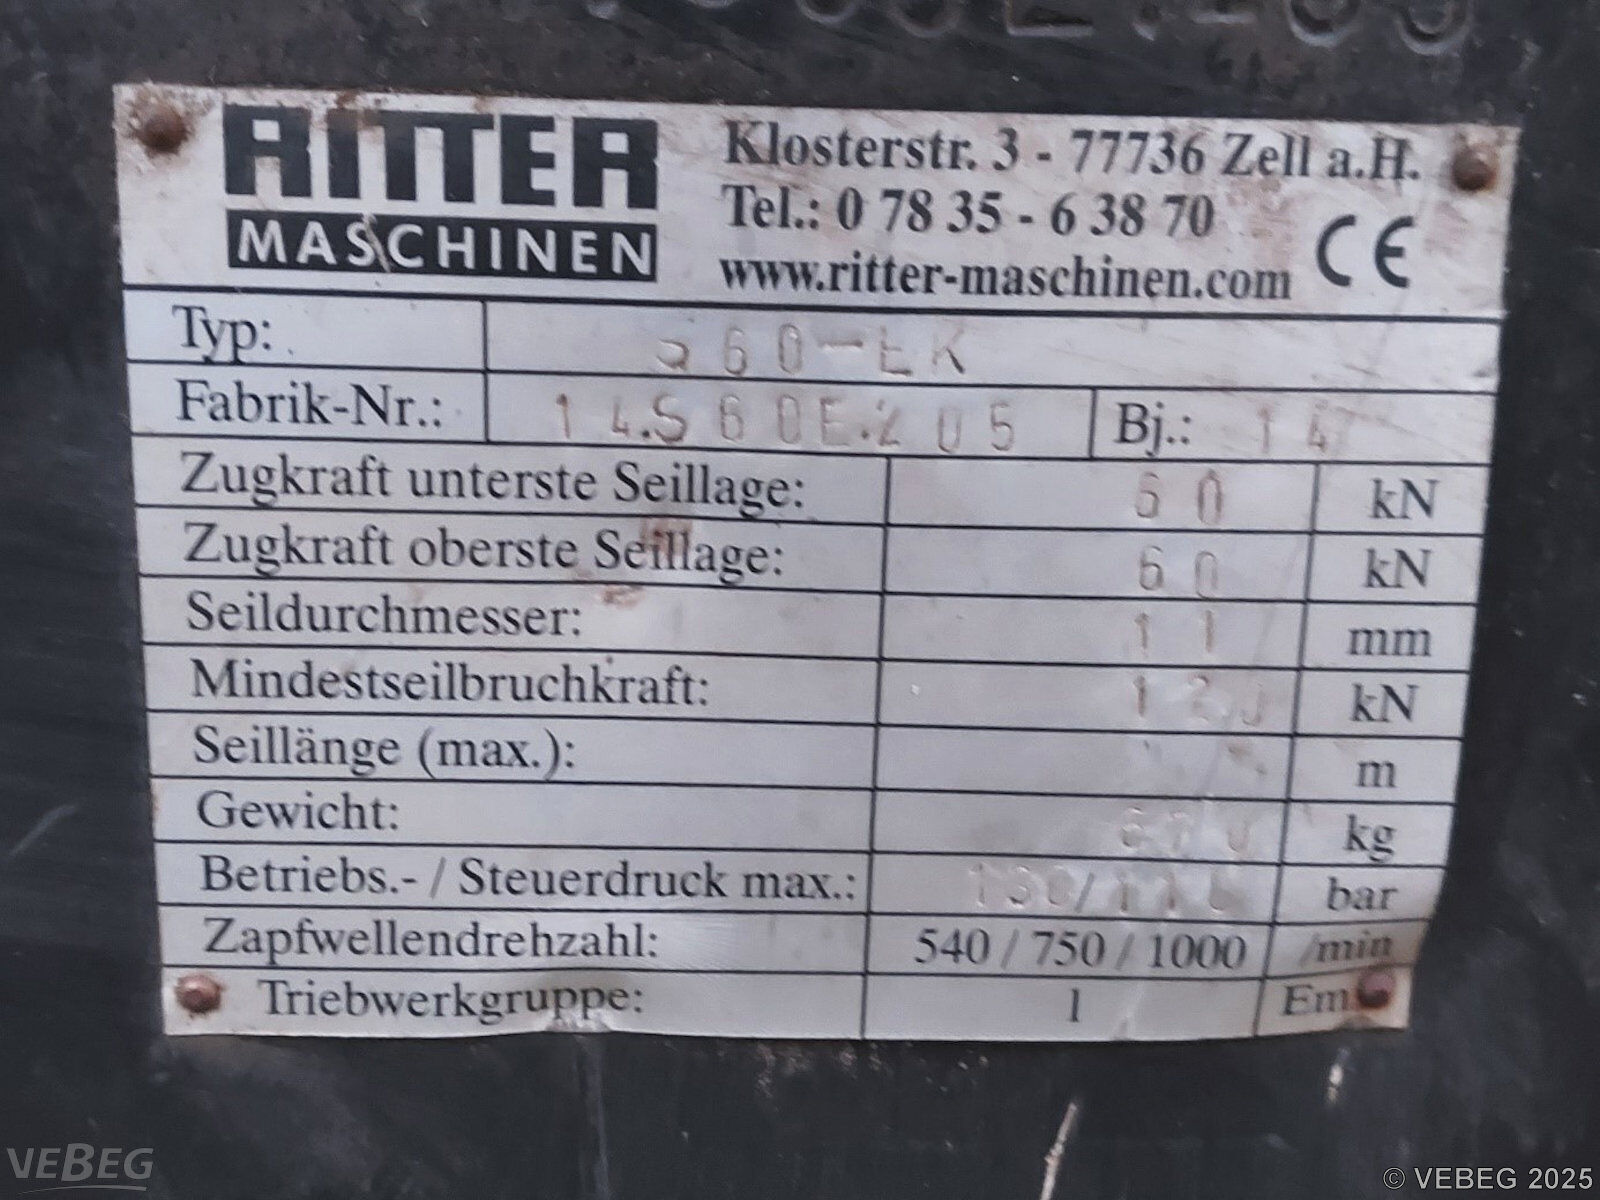 RITTER
MASCHINEN
Klosterstr. 3 - 77736 Zell a.H.
Tel.: 0 78 35 - 6 38 70
www.ritter-maschinen.com
CE
Typ: S60-EK
Fabrik-Nr.: 14.S60E.205 Bj.: 14
Zugkraft unterste Seillage: 60 kN
Zugkraft oberste Seillage: 60 kN
Seildurchmesser: 11 mm
Mindestseilbruchkraft: kN
Seillänge (max.): m
Gewicht: kg
Betriebs.- / Steuerdruck max.: bar
Zapfwellendrehzahl: 540 / 750 / 1000 /min
Triebwerkgruppe: 1
VEBEG
© VEBEG 2025